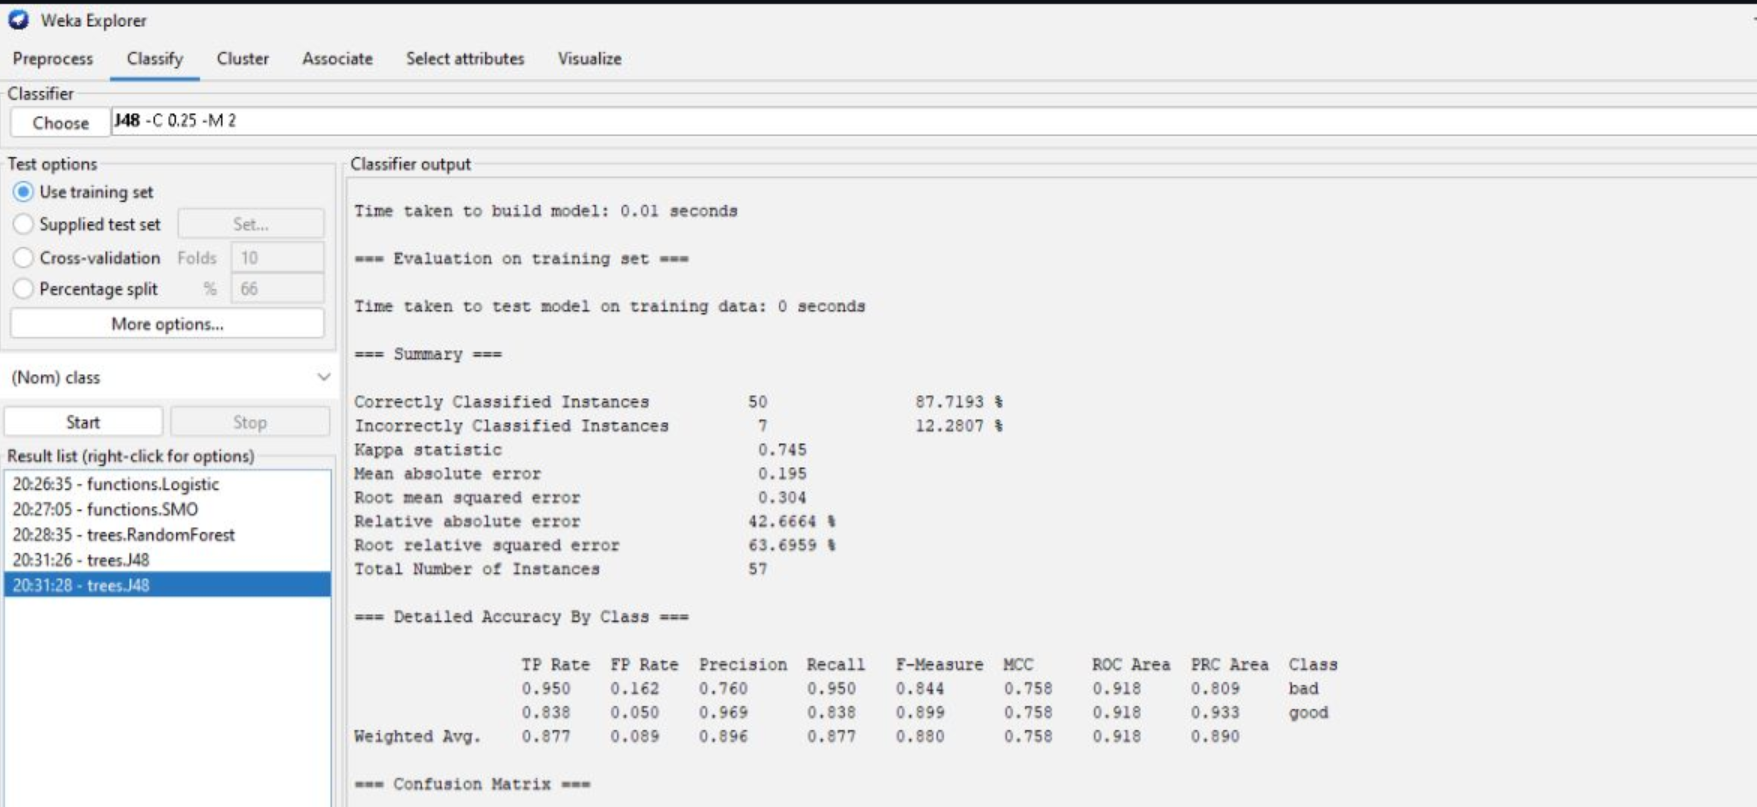 Weka Explorer
Preprocess Classify Cluster Associate Select attributes Visualize
Classifier
Choose J48 -C 0.25 -M 2
Test options
Use training set
Supplied test set Set...
Cross-validation Folds 10
Percentage split % 66
More options...
(Nom) class
Start Stop
Result list (right-click for options)
20:26:35 - functions.Logistic
20:27:05 - functions.SMO
20:28:35 - trees.RandomForest
20:31:26 - trees.J48
20:31:28 - trees.J48
Classifier output
Time taken to build model: 0.01 seconds
=== Evaluation on training set ===
Time taken to test model on training data: 0 seconds
=== Summary ===
Correctly Classified Instances 50 87.7193 %
Incorrectly Classified Instances 7 12.2807 %
Kappa statistic 0.745
Mean absolute error 0.195
Root mean squared error 0.304
Relative absolute error 42.6664 %
Root relative squared error 63.6959 %
Total Number of Instances 57
=== Detailed Accuracy By Class ===
TP Rate FP Rate Precision Recall F-Measure MCC ROC Area PRC Area Class
0.950 0.162 0.760 0.950 0.844 0.758 0.918 0.809 bad
0.838 0.050 0.969 0.838 0.899 0.758 0.918 0.933 good
Weighted Avg. 0.877 0.089 0.896 0.877 0.880 0.758 0.918 0.890
=== Confusion Matrix ===